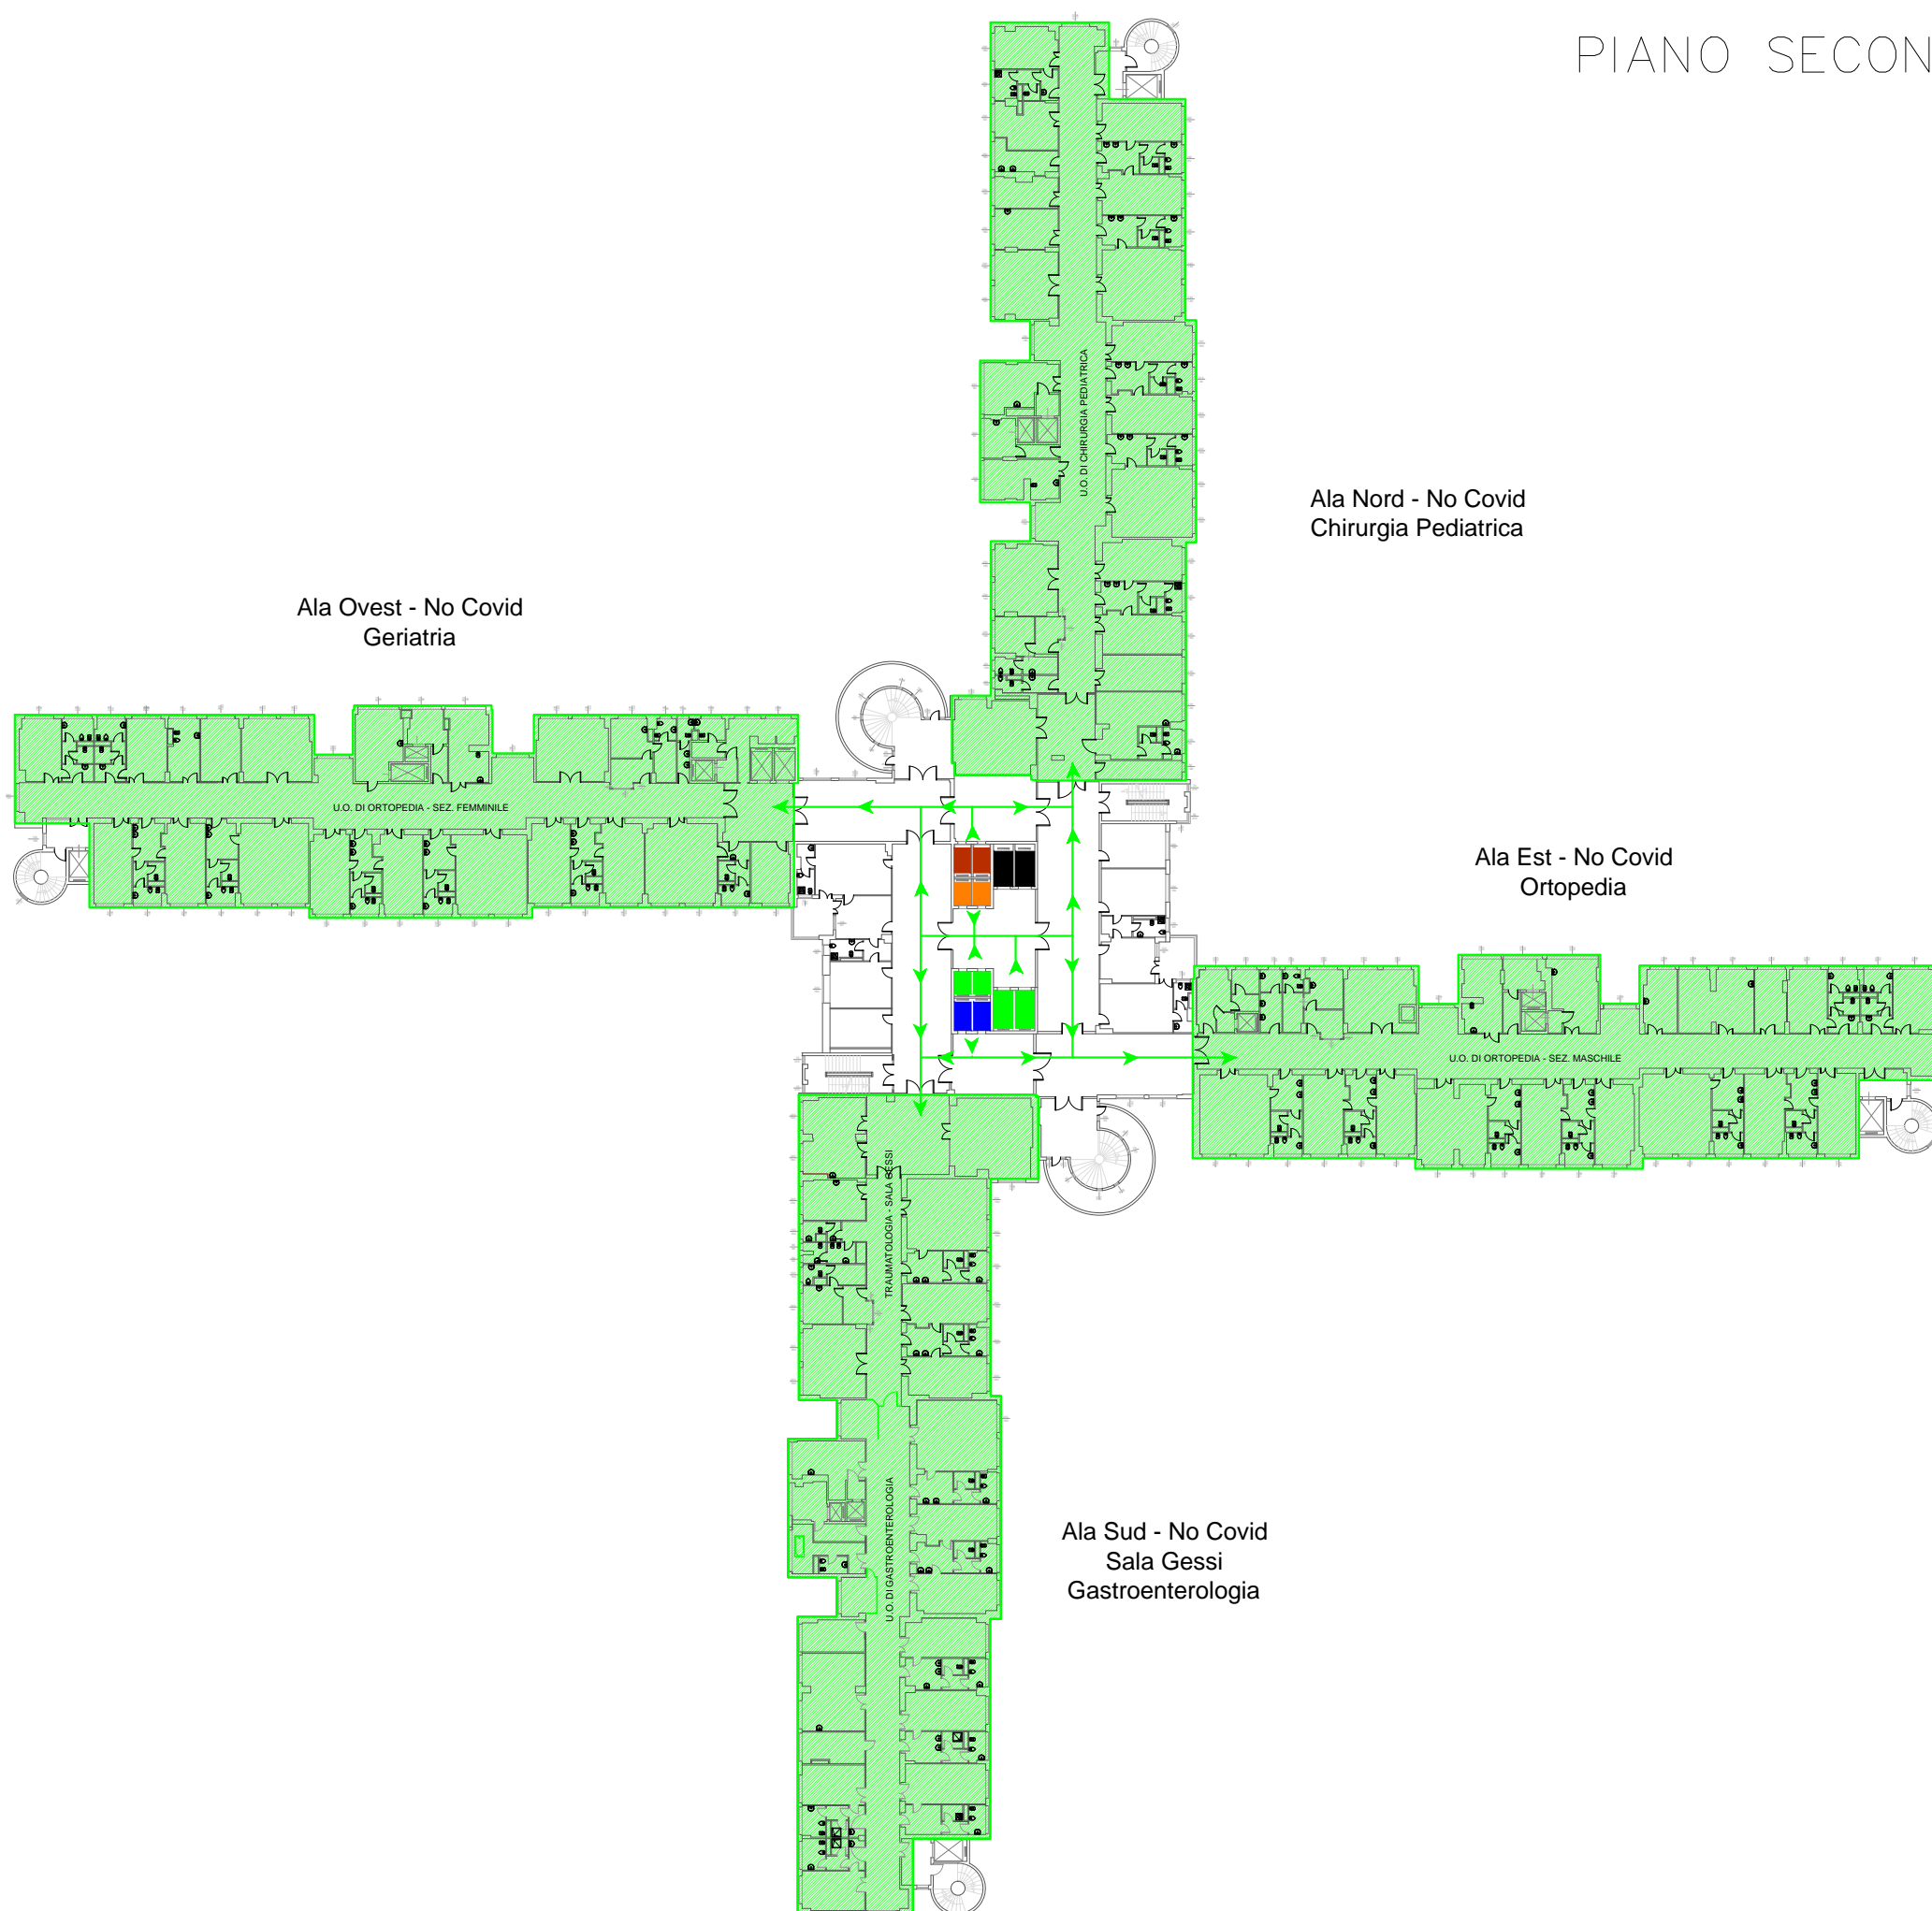 PIANO SECON
U.O. DI CHIRURGIA PEDIATRICA
Ala Nord - No Covid
Chirurgia Pediatrica
Ala Ovest - No Covid
Geriatria
U.O. DI ORTOPEDIA - SEZ. FEMMINILE
Ala Est - No Covid
Ortopedia
U.O. DI ORTOPEDIA - SEZ. MASCHILE
TRAUMATOLOGIA - SALA GESSI
U.O. DI GASTROENTEROLOGIA
Ala Sud - No Covid
Sala Gessi
Gastroenterologia